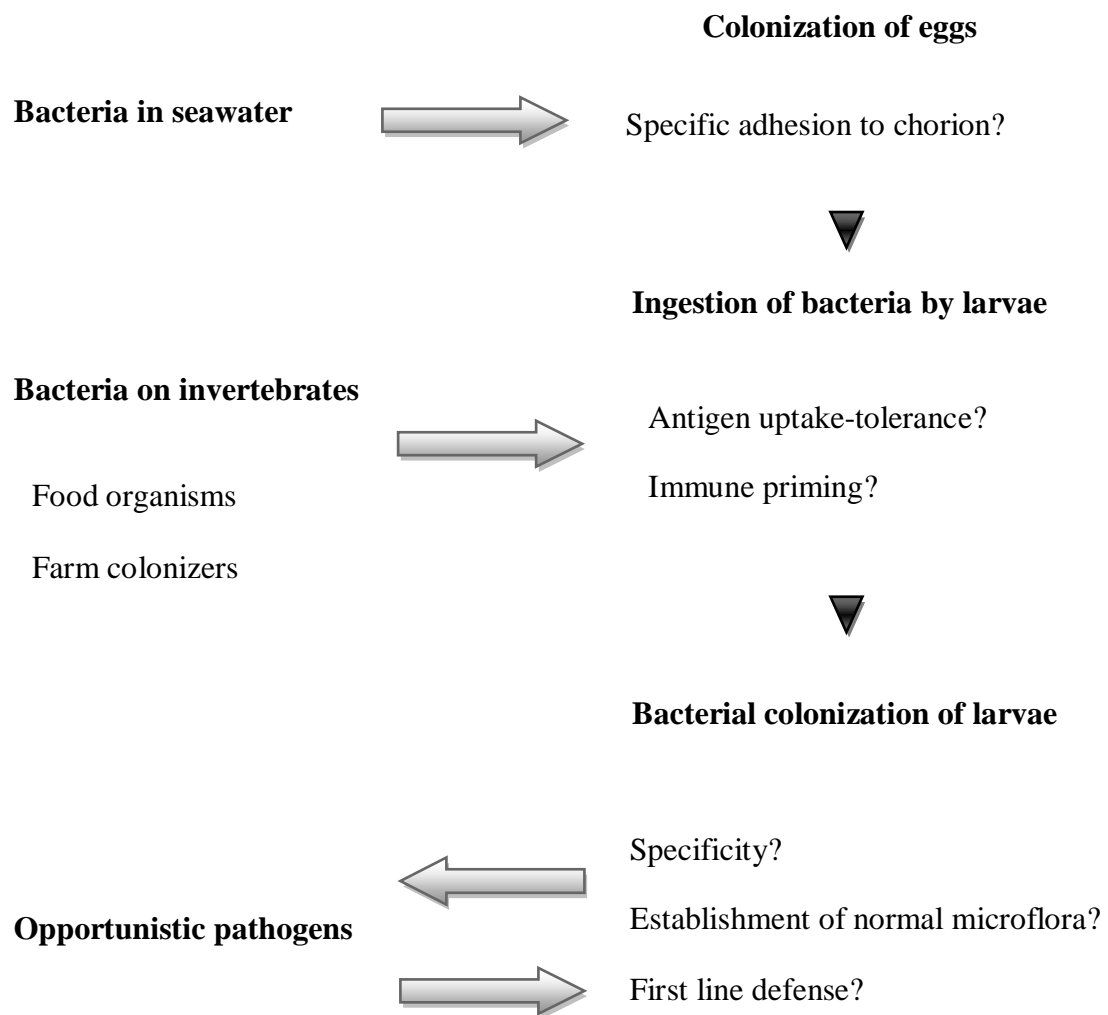 Colonization of eggs
Bacteria in seawater
Specific adhesion to chorion?
Ingestion of bacteria by larvae
Bacteria on invertebrates
Antigen uptake-tolerance?
Immune priming?
Food organisms
Farm colonizers
Bacterial colonization of larvae
Specificity?
Establishment of normal microflora?
Opportunistic pathogens
First line defense?